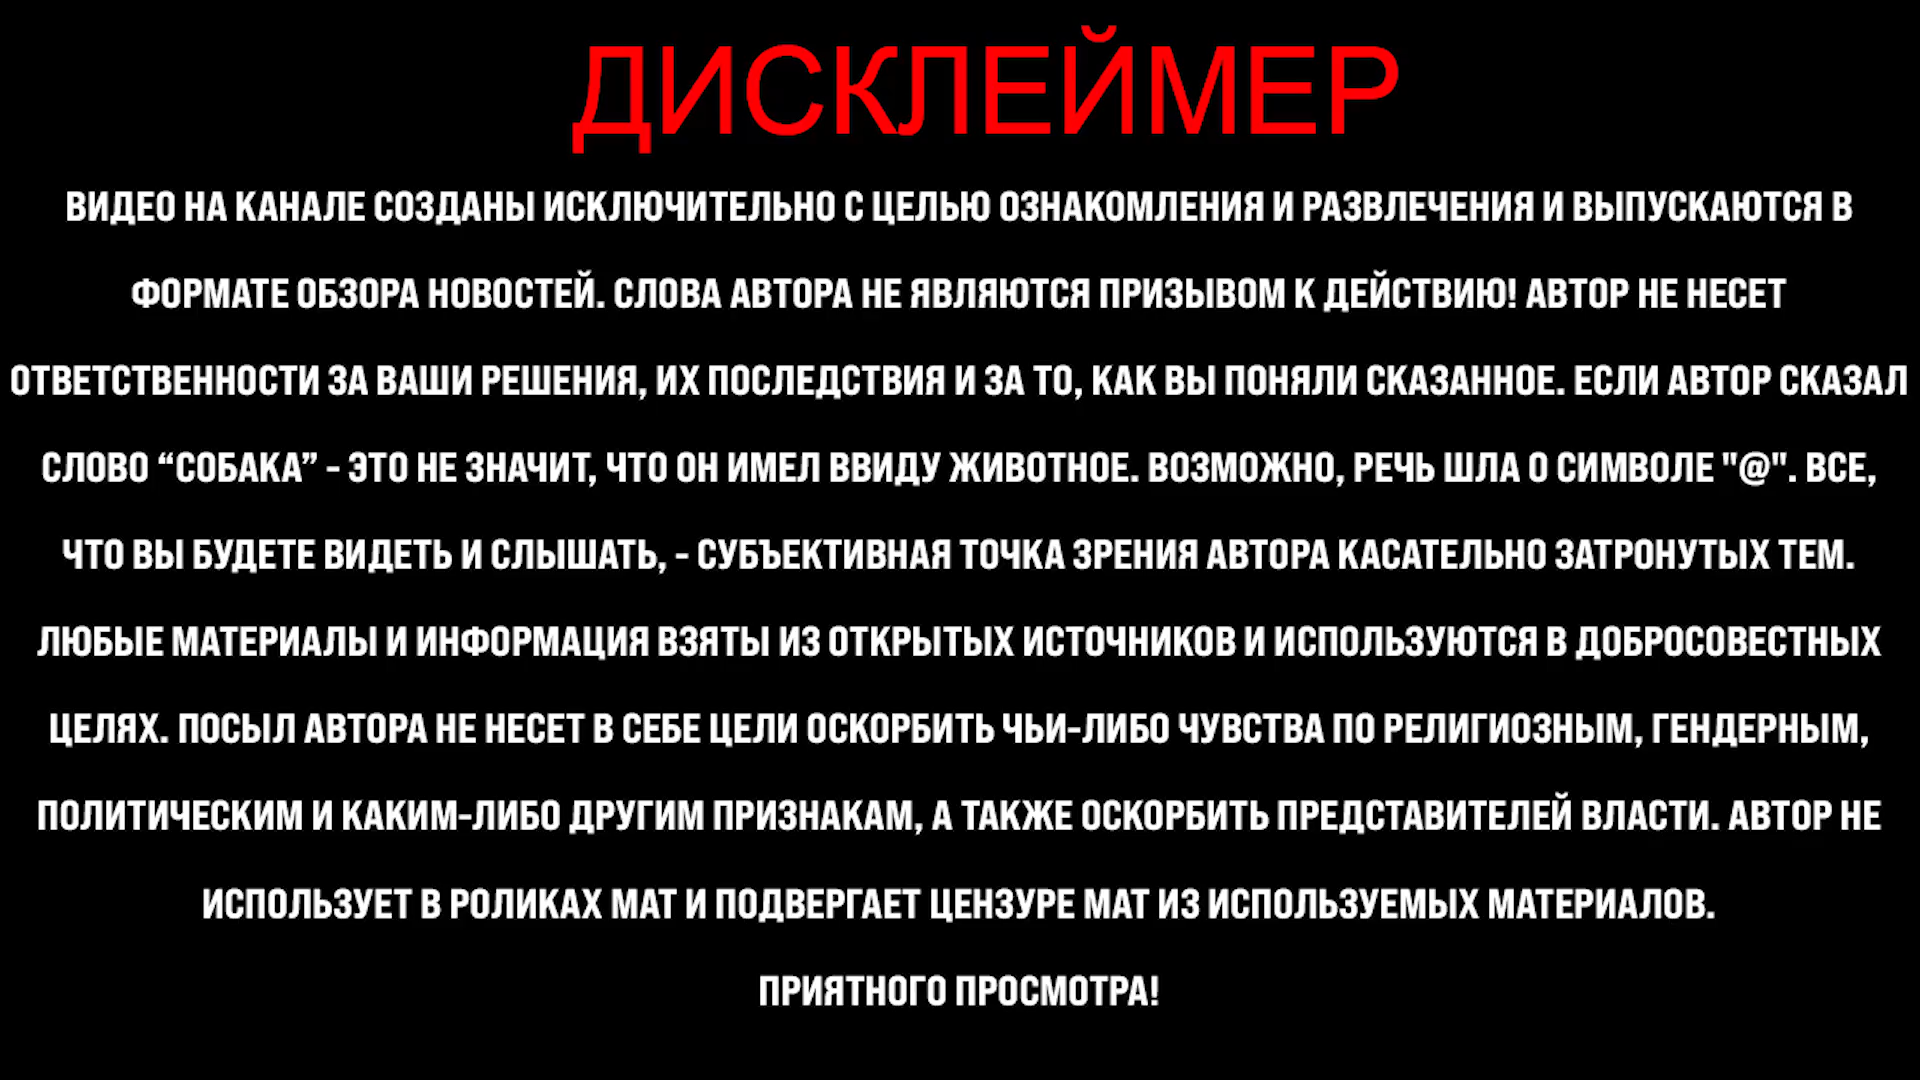 ДИСКЛЕЙМЕР
ВИДЕО НА КАНАЛЕ СОЗДАНЫ ИСКЛЮЧИТЕЛЬНО С ЦЕЛЬЮ ОЗНАКОМЛЕНИЯ И РАЗВЛЕЧЕНИЯ И ВЫПУСКАЮТСЯ В
ФОРМАТЕ ОБЗОРА НОВОСТЕЙ. СЛОВА АВТОРА НЕ ЯВЛЯЮТСЯ ПРИЗЫВОМ К ДЕЙСТВИЮ! АВТОР НЕ НЕСЕТ
ОТВЕТСТВЕННОСТИ ЗА ВАШИ РЕШЕНИЯ, ИХ ПОСЛЕДСТВИЯ И ЗА ТО, КАК ВЫ ПОНЯЛИ СКАЗАННОЕ. ЕСЛИ АВТОР СКАЗАЛ
СЛОВО “СОБАКА” - ЭТО НЕ ЗНАЧИТ, ЧТО ОН ИМЕЛ ВВИДУ ЖИВОТНОЕ. ВОЗМОЖНО, РЕЧЬ ШЛА О СИМВОЛЕ "@". ВСЕ,
ЧТО ВЫ БУДЕТЕ ВИДЕТЬ И СЛЫШАТЬ, - СУБЪЕКТИВНАЯ ТОЧКА ЗРЕНИЯ АВТОРА КАСАТЕЛЬНО ЗАТРОНУТЫХ ТЕМ.
ЛЮБЫЕ МАТЕРИАЛЫ И ИНФОРМАЦИЯ ВЗЯТЫ ИЗ ОТКРЫТЫХ ИСТОЧНИКОВ И ИСПОЛЬЗУЮТСЯ В ДОБРОСОВЕСТНЫХ
ЦЕЛЯХ. ПОСЫЛ АВТОРА НЕ НЕСЕТ В СЕБЕ ЦЕЛИ ОСКОРБИТЬ ЧЬИ-ЛИБО ЧУВСТВА ПО РЕЛИГИОЗНЫМ, ГЕНДЕРНЫМ,
ПОЛИТИЧЕСКИМ И КАКИМ-ЛИБО ДРУГИМ ПРИЗНАКАМ, А ТАКЖЕ ОСКОРБИТЬ ПРЕДСТАВИТЕЛЕЙ ВЛАСТИ. АВТОР НЕ
ИСПОЛЬЗУЕТ В РОЛИКАХ МАТ И ПОДВЕРГАЕТ ЦЕНЗУРЕ МАТ ИЗ ИСПОЛЬЗУЕМЫХ МАТЕРИАЛОВ.
ПРИЯТНОГО ПРОСМОТРА!